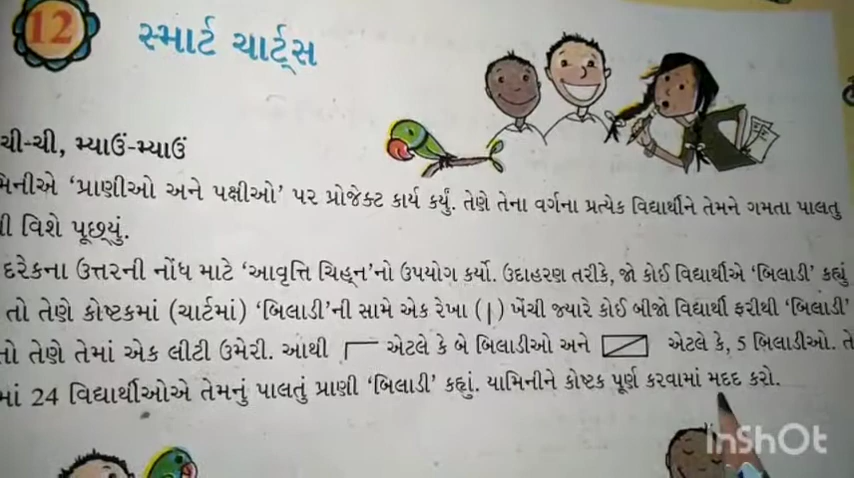 12
સ્માર્ટ ચાર્ટ્સ
ચી-ચી, મ્યાઉં-મ્યાઉં
'પ્રાણીઓ અને પક્ષીઓ' પર પ્રોજેક્ટ કાર્ય કર્યું. તેણે તેના વર્ગના પ્રત્યેક વિદ્યાર્થીને તેમને ગમતા પાલતુ
વિશે પૂછ્યું.
દરેકના ઉત્તરની નોંધ માટે 'આવૃત્તિ ચિહ્ન'નો ઉપયોગ કર્યો. ઉદાહરણ તરીકે, જો કોઈ વિદ્યાર્થીએ 'બિલાડી' કહ્યું
તો તેણે કોષ્ટકમાં (ચાર્ટમાં) 'બિલાડી'ની સામે એક રેખા (|) ખેંચી જ્યારે કોઈ બીજો વિદ્યાર્થી ફરીથી 'બિલાડી'
તો તેણે તેમાં એક લીટી ઉમેરી. આથી એટલે કે બે બિલાડીઓ અને એટલે કે, 5 બિલાડીઓ.
24 વિદ્યાર્થીઓએ તેમનું પાલતું પ્રાણી 'બિલાડી' કહ્યાં. યામિનીને કોષ્ટક પૂર્ણ કરવામાં મદદ કરો.
InShOt